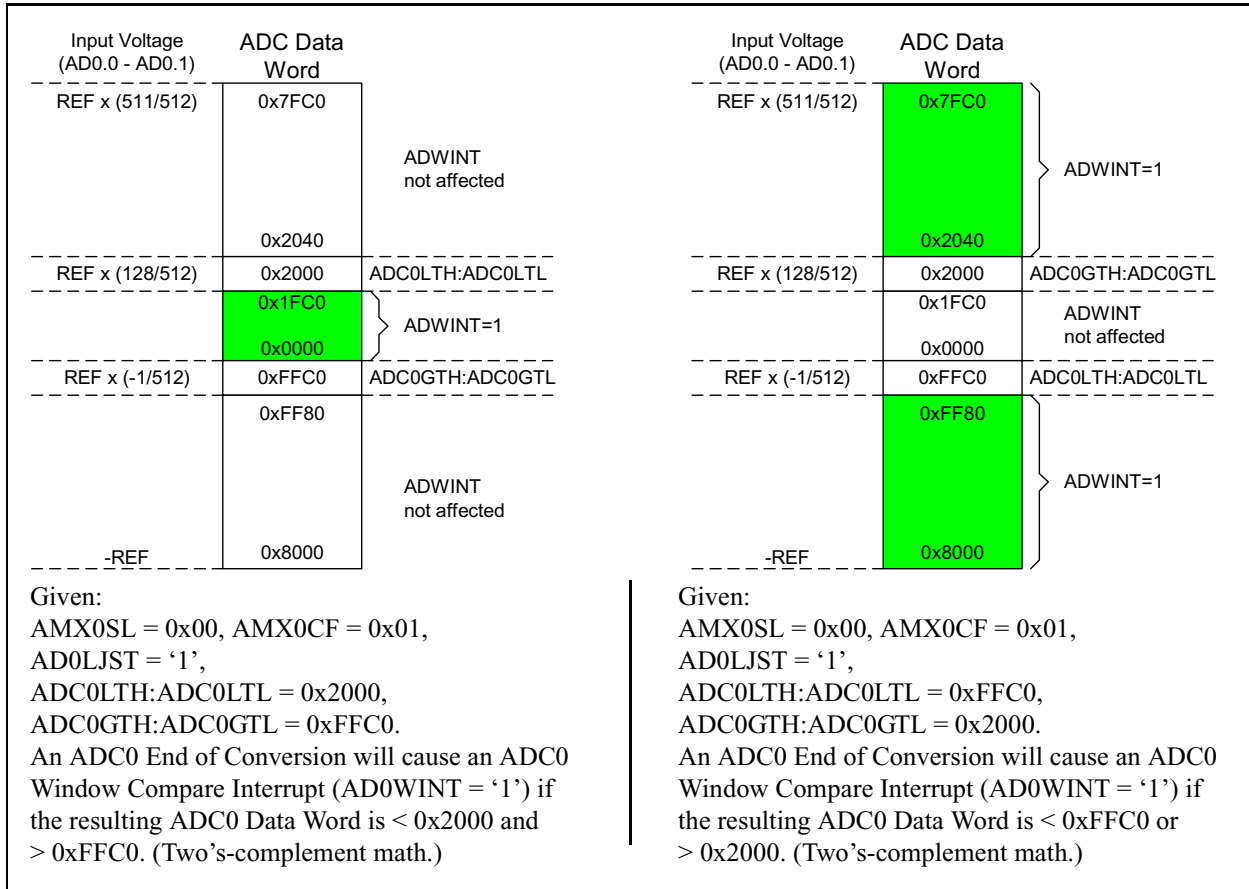 Input Voltage
(AD0.0 - AD0.1)
ADC Data
Word
REF x (511/512)
0x7FC0
ADWINT
not affected
0x2040
REF x (128/512)
0x2000
ADC0LTH:ADC0LTL
0x1FC0
ADWINT=1
0x0000
REF x (-1/512)
0xFFC0
ADC0GTH:ADC0GTL
0xFF80
ADWINT
not affected
-REF
0x8000
Given:
AMX0SL = 0x00, AMX0CF = 0x01,
AD0LJST = ‘1’,
ADC0LTH:ADC0LTL = 0x2000,
ADC0GTH:ADC0GTL = 0xFFC0.
An ADC0 End of Conversion will cause an ADC0
Window Compare Interrupt (AD0WINT = ‘1’) if
the resulting ADC0 Data Word is < 0x2000 and
> 0xFFC0. (Two’s-complement math.)
Input Voltage
(AD0.0 - AD0.1)
ADC Data
Word
REF x (511/512)
0x7FC0
ADWINT=1
0x2040
REF x (128/512)
0x2000
ADC0GTH:ADC0GTL
0x1FC0
ADWINT
not affected
0x0000
REF x (-1/512)
0xFFC0
ADC0LTH:ADC0LTL
0xFF80
ADWINT=1
-REF
0x8000
Given:
AMX0SL = 0x00, AMX0CF = 0x01,
AD0LJST = ‘1’,
ADC0LTH:ADC0LTL = 0xFFC0,
ADC0GTH:ADC0GTL = 0x2000.
An ADC0 End of Conversion will cause an ADC0
Window Compare Interrupt (AD0WINT = ‘1’) if
the resulting ADC0 Data Word is < 0xFFC0 or
> 0x2000. (Two’s-complement math.)